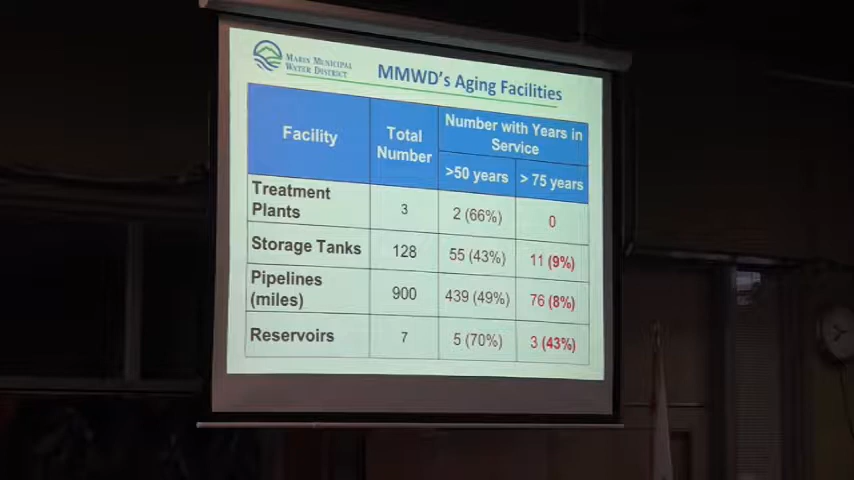 MARIN MUNICIPAL
WATER DISTRICT
MMWD's Aging Facilities
Facility
Total
Number
Number with Years in
Service
>50 years
> 75 years
Treatment
Plants
3
2 (66%)
0
Storage Tanks
128
55 (43%)
11 (9%)
Pipelines
(miles)
900
439 (49%)
76 (8%)
Reservoirs
7
5 (70%)
3 (43%)